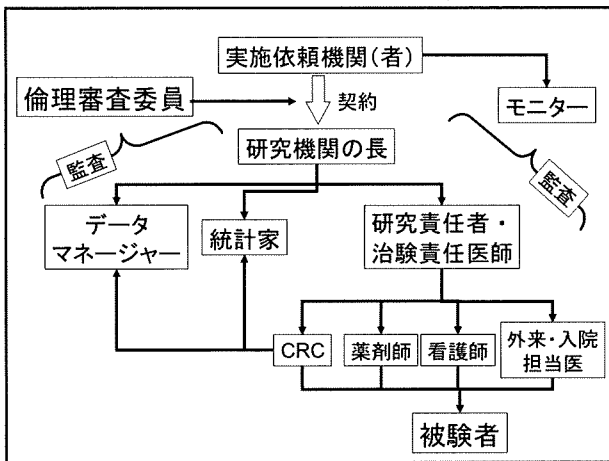 実施依頼機関(者)
倫理審査委員
契約
モニター
研究機関の長
監査
監査
データ
マネージャー
統計家
研究責任者・
治験責任医師
CRC
薬剤師
看護師
外来・入院
担当医
被験者